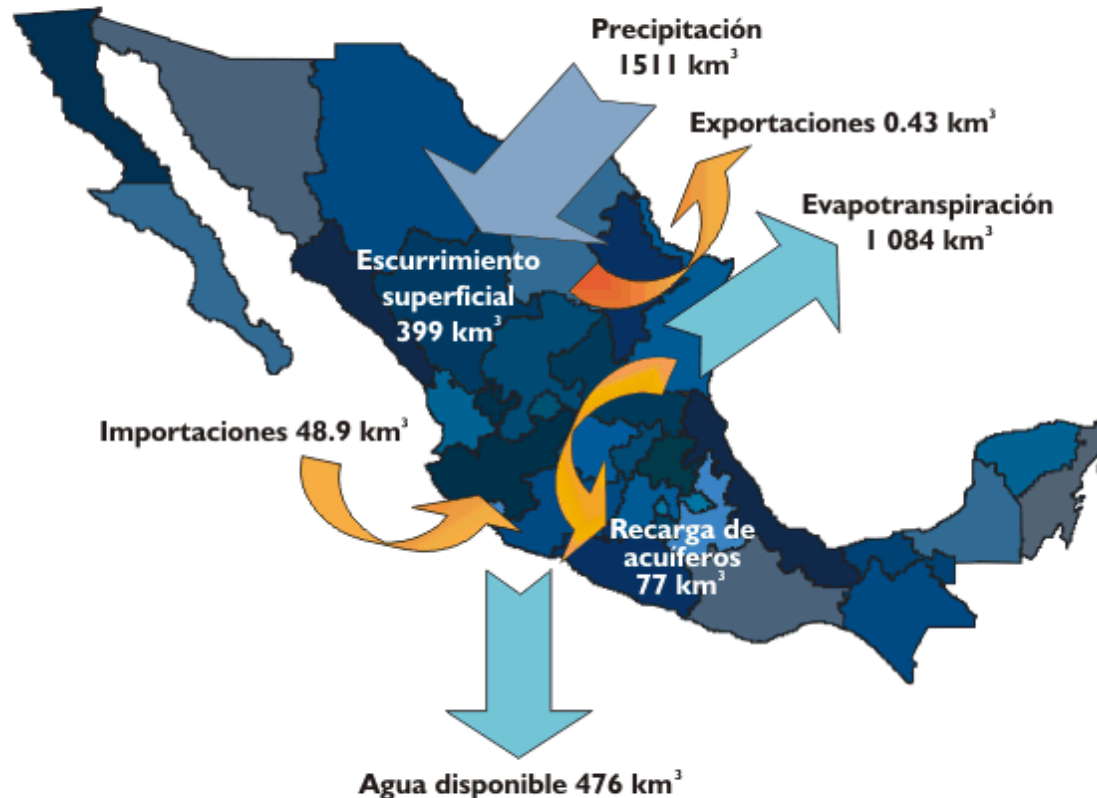 Precipitación
1511 km³
Exportaciones 0.43 km³
Evapotranspiración
1 084 km³
Escurrimiento
superficial
399 km³
Importaciones 48.9 km³
Recarga de
acuíferos
77 km³
Agua disponible 476 km³